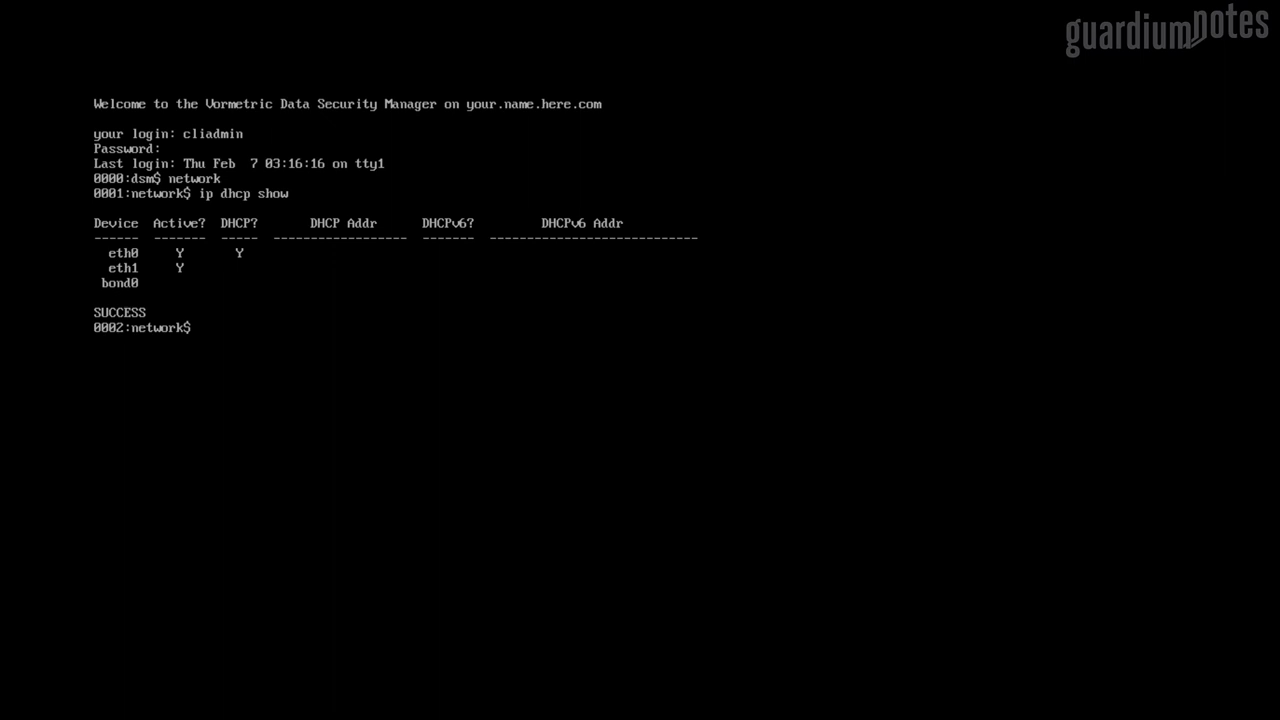 guardiumnotes
Welcome to the Vormetric Data Security Manager on your.name.here.com
your login: cliadmin
Password:
Last login: Thu Feb  7 03:16:16 on tty1
0000:dsm$ network
0001:network$ ip dhcp show
Device  Active?  DHCP?       DHCP Addr      DHCPv6?         DHCPv6 Addr
------  -------  -----  ------------------  -------  ----------------------------
  eth0     Y       Y
  eth1     Y
 bond0
SUCCESS
0002:network$